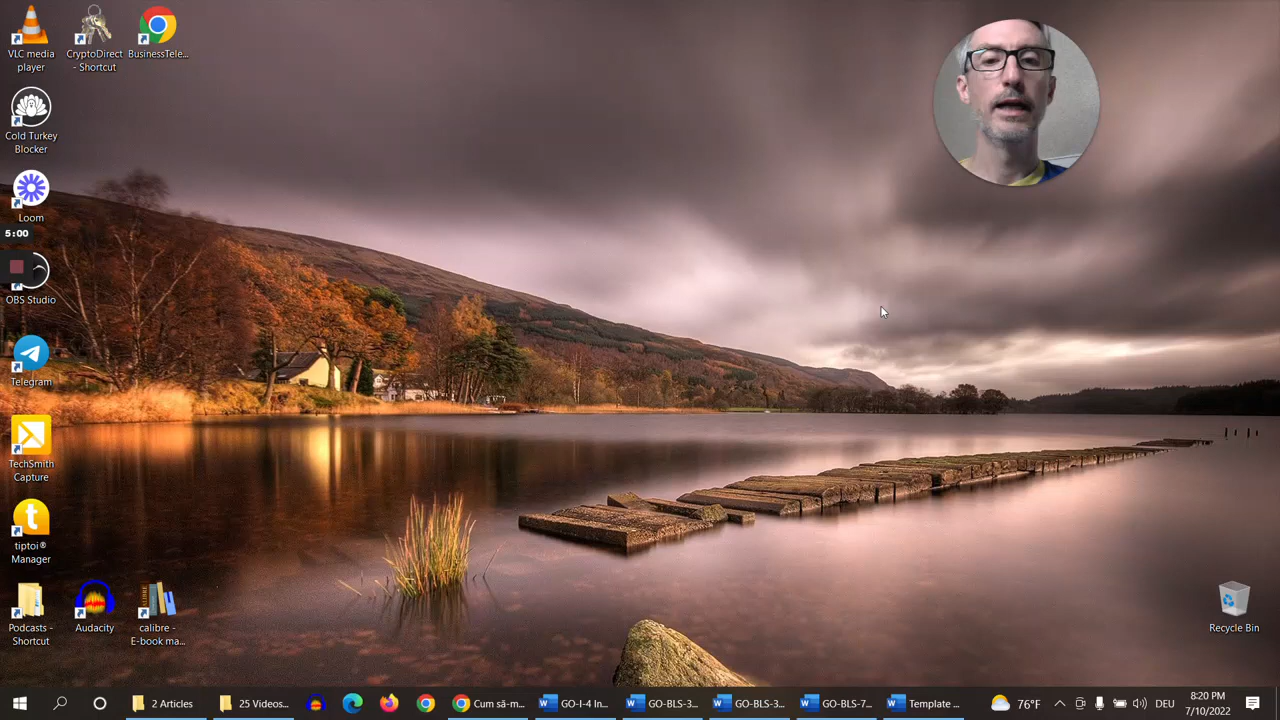 VLC media
player
CryptoDirect
- Shortcut
BusinessTele...
Cold Turkey
Blocker
Loom
5:00
OBS Studio
Telegram
TechSmith
Capture
t
tiptoi®
Manager
Podcasts -
Shortcut
Audacity
calibre -
E-book ma...
Recycle Bin
2 Articles
25 Videos...
Cum să-m...
GO-I-4 In...
GO-BLS-3...
GO-BLS-3...
GO-BLS-7...
Template ...
76°F
DEU
8:20 PM
7/10/2022